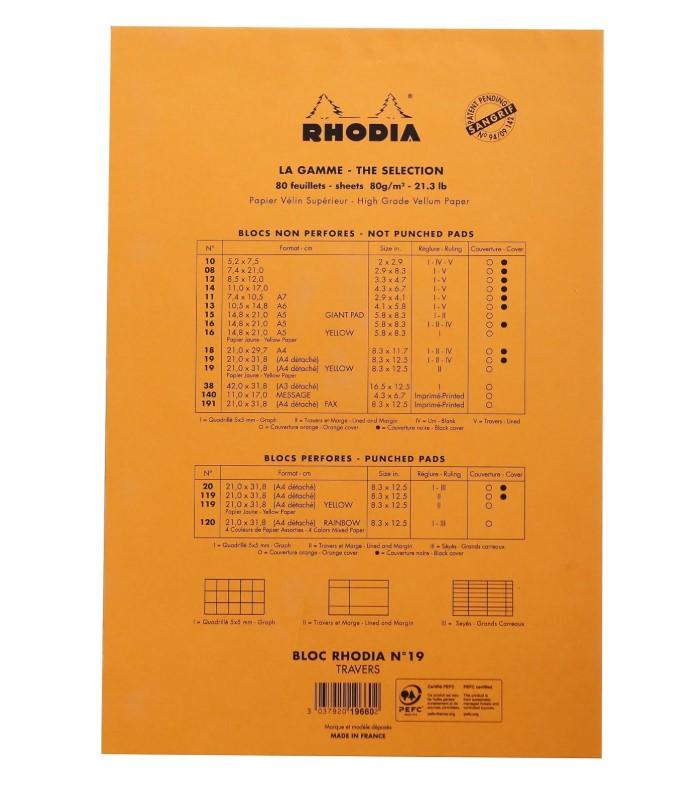 RHODIA ®
PATENT PENDING
SANGRIF
N° 94/09 142
LA GAMME - THE SELECTION
80 feuillets - sheets 80g/m² - 21.3 lb
Papier Vélin Supérieur - High Grade Vellum Paper
BLOCS NON PERFORES - NOT PUNCHED PADS
N° Format - cm Size in. Réglure - Ruling Couverture - Cover
10 5,2 x 7,5 2 x 2.9 I - IV - V ○ ●
08 7,4 x 21,0 2.9 x 8.3 I - V ○ ●
12 8,5 x 12,0 3.3 x 4.7 I - V ○ ●
14 11,0 x 17,0 4.3 x 6.7 I - V ○ ●
11 7,4 x 10,5 A7 2.9 x 4.1 I - V ○ ●
13 10,5 x 14,8 A6 4.1 x 5.8 I - V ○ ●
15 14,8 x 21,0 A5 GIANT PAD 5.8 x 8.3 I - II ○
16 14,8 x 21,0 A5 5.8 x 8.3 I - II - IV ○ ●
16 14,8 x 21,0 A5 YELLOW 5.8 x 8.3 I ○
Papier Jaune - Yellow Paper
18 21,0 x 29,7 A4 8.3 x 11.7 I - II - IV ○ ●
19 21,0 x 31,8 (A4 détaché) 8.3 x 12.5 I - II - IV ○ ●
19 21,0 x 31,8 (A4 détaché) YELLOW 8.3 x 12.5 II ○
Papier Jaune - Yellow Paper
38 42,0 x 31,8 (A3 détaché) 16.5 x 12.5 I ○
140 11,0 x 17,0 MESSAGE 4.3 x 6.7 Imprimé-Printed ○
191 21,0 x 31,8 (A4 détaché) FAX 8.3 x 12.5 Imprimé-Printed ○
I = Quadrillé 5x5 mm - Graph II = Travers et Marge - Lined and Margin IV = Uni - Blank V = Travers - Lined
○ = Couverture orange - Orange cover ● = Couverture noire - Black cover
BLOCS PERFORES - PUNCHED PADS
N° Format - cm Size in. Réglure - Ruling Couverture - Cover
20 21,0 x 31,8 (A4 détaché) 8.3 x 12.5 I - III ○ ●
119 21,0 x 31,8 (A4 détaché) 8.3 x 12.5 II ○ ●
119 21,0 x 31,8 (A4 détaché) YELLOW 8.3 x 12.5 II ○
Papier Jaune - Yellow Paper
120 21,0 x 31,8 (A4 détaché) RAINBOW 8.3 x 12.5 I - III ○
4 Couleurs de Papier Assorties - 4 Colors Mixed Paper
I = Quadrillé 5x5 mm - Graph II = Travers et Marge - Lined and Margin III = Séyès - Grands carreaux
○ = Couverture orange - Orange cover ● = Couverture noire - Black cover
I = Quadrillé 5x5 mm - Graph
II = Travers et Marge - Lined and Margin
III = Seyès - Grands Carreaux
BLOC RHODIA N°19
TRAVERS
3 037920 196602
Marque et modèle déposés
MADE IN FRANCE
PEFC
Certifié PEFC
pefc-france.org
PEFC certified
This product is
from sustainably
managed forests
pefc.org